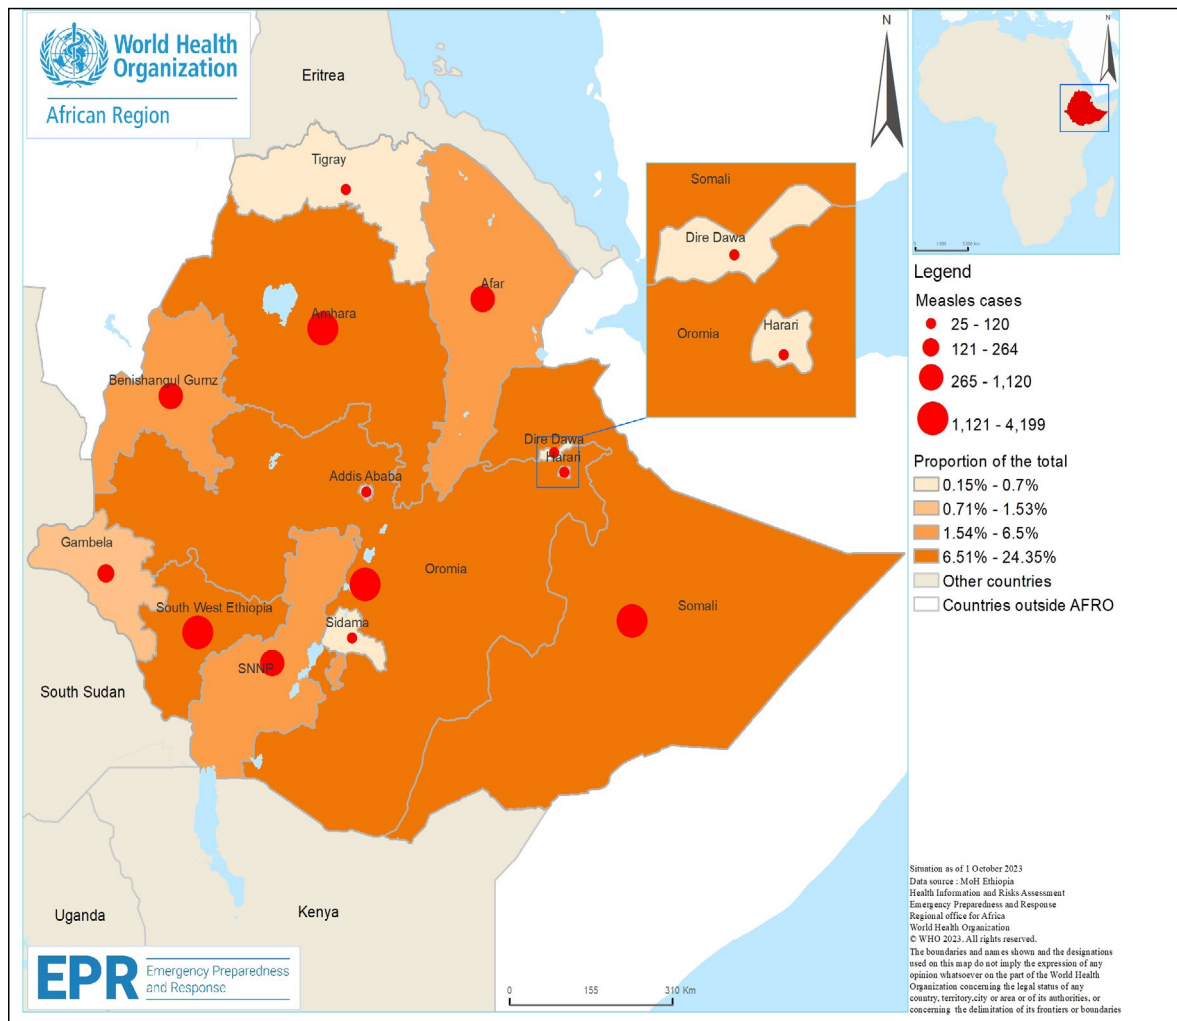 World Health
Organization
African Region
Eritrea
Tigray
Afar
Amhara
Benishangul Gumz
Dire Dawa
Harari
Addis Ababa
Gambela
Oromia
South West Ethiopia
Somali
Sidama
SNNP
South Sudan
Uganda
Kenya
N
Somali
Dire Dawa
Oromia
Harari
N
0 1,000 2,000 Km
Legend
Measles cases
25 - 120
121 - 264
265 - 1,120
1,121 - 4,199
Proportion of the total
0.15% - 0.7%
0.71% - 1.53%
1.54% - 6.5%
6.51% - 24.35%
Other countries
Countries outside AFRO
Situation as of 1 October 2023
Data source : MoH Ethiopia
Health Information and Risks Assessment
Emergency Preparedness and Response
Regional office for Africa
World Health Organization
© WHO 2023. All rights reserved.
The boundaries and names shown and the designations
used on this map do not imply the expression of any
opinion whatsoever on the part of the World Health
Organization concerning the legal status of any
country, territory,city or area or of its authorities, or
concerning the delimitation of its frontiers or boundaries
EPR Emergency Preparedness
and Response
0 155 310 Km